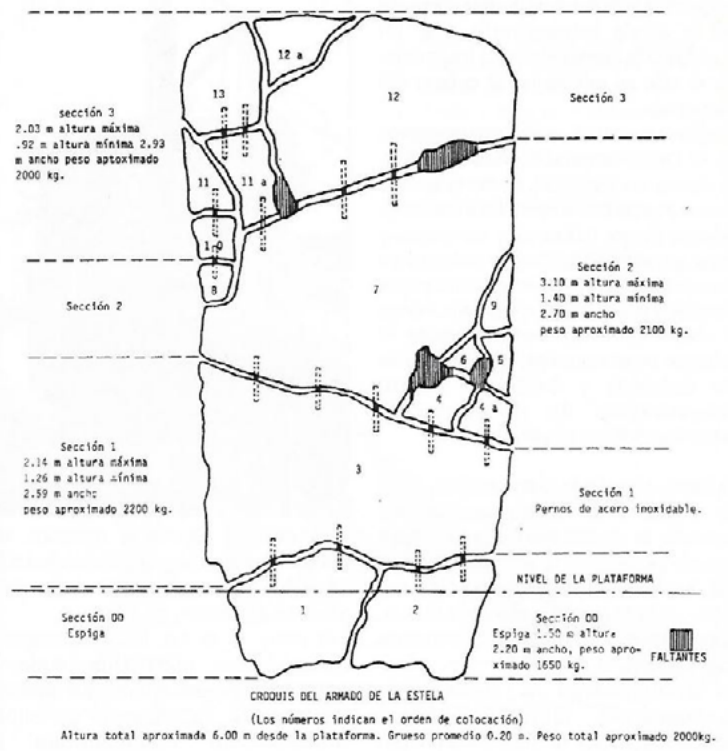 12 a
13
12
sección 3
2.03 m altura máxima
.92 m altura mínima 2.93
m ancho peso aptoximado
2000 kg.
Sección 3
11
11 a
10
8
Sección 2
7
9
Sección 2
3.10 m altura máxima
1.40 m altura mínima
2.70 m ancho
peso aproximado 2100 kg.
6
5
4
4 a
Sección 1
2.14 m altura máxima
1.26 m altura mínima
2.59 m ancho
peso aproximado 2200 kg.
3
Sección 1
Pernos de acero inoxidable.
NIVEL DE LA PLATAFORMA
1
2
Sección 00
Espiga
Sección 00
Espiga 1.50 m altura
2.20 m ancho, peso apro-
ximado 1650 kg.
FALTANTES
CROQUIS DEL ARMADO DE LA ESTELA
(Los números indican el orden de colocación)
Altura total aproximada 6.00 m desde la plataforma. Grueso promedio 0.20 m. Peso total aproximado 2000kg.